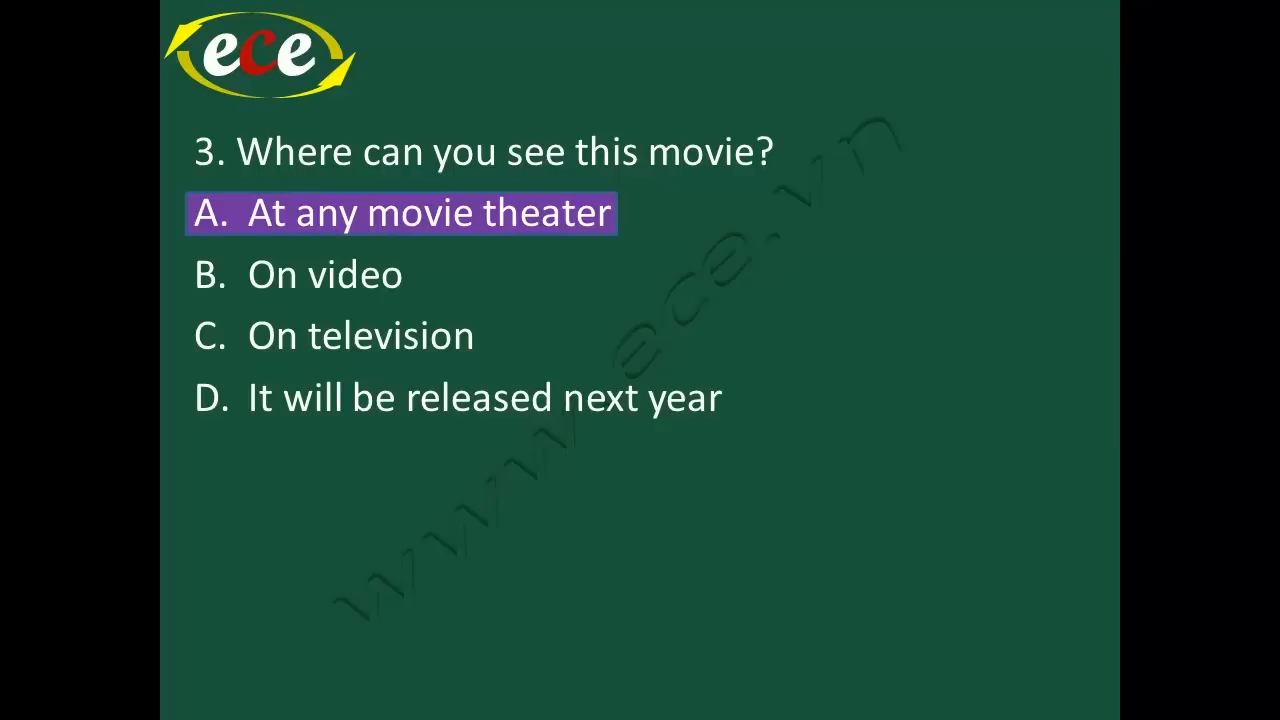 ece
3. Where can you see this movie?
A. At any movie theater
B. On video
C. On television
D. It will be released next year
www.ece.vn